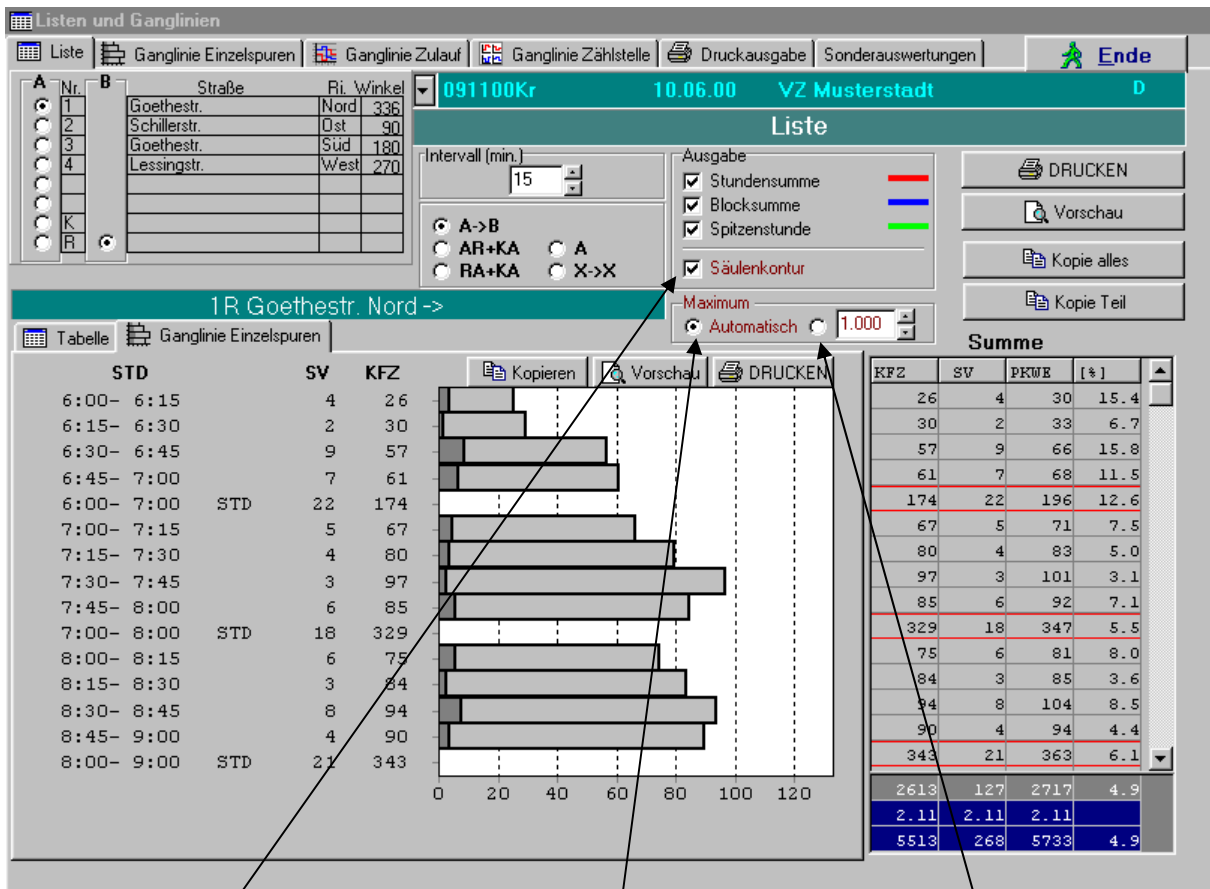 Listen und Ganglinien
Liste Ganglinie Einzelspuren Ganglinie Zulauf Ganglinie Zählstelle Druckausgabe Sonderauswertungen Ende
A Nr. B Straße Ri. Winkel
1 Goethestr. Nord 336
2 Schillerstr. Ost 90
3 Goethestr. Süd 180
4 Lessingstr. West 270
K
R
091100Kr 10.06.00 VZ Musterstadt D
Liste
Intervall (min.)
15
A->B
AR+KA A
RA+KA X->X
Ausgabe
Stundensumme
Blocksumme
Spitzenstunde
Säulenkontur
Maximum
Automatisch 1.000
DRUCKEN
Vorschau
Kopie alles
Kopie Teil
1R Goethestr. Nord ->
Tabelle Ganglinie Einzelspuren
STD SV KFZ Kopieren Vorschau DRUCKEN
6:00- 6:15 4 26
6:15- 6:30 2 30
6:30- 6:45 9 57
6:45- 7:00 7 61
6:00- 7:00 STD 22 174
7:00- 7:15 5 67
7:15- 7:30 4 80
7:30- 7:45 3 97
7:45- 8:00 6 85
7:00- 8:00 STD 18 329
8:00- 8:15 6 75
8:15- 8:30 3 84
8:30- 8:45 8 94
8:45- 9:00 4 90
8:00- 9:00 STD 21 343
0 20 40 60 80 100 120
Summe
KFZ SV PKWE [%]
26 4 30 15.4
30 2 33 6.7
57 9 66 15.8
61 7 68 11.5
174 22 196 12.6
67 5 71 7.5
80 4 83 5.0
97 3 101 3.1
85 6 92 7.1
329 18 347 5.5
75 6 81 8.0
84 3 85 3.6
94 8 104 8.5
90 4 94 4.4
343 21 363 6.1
2613 127 2717 4.9
2.11 2.11 2.11
5513 268 5733 4.9